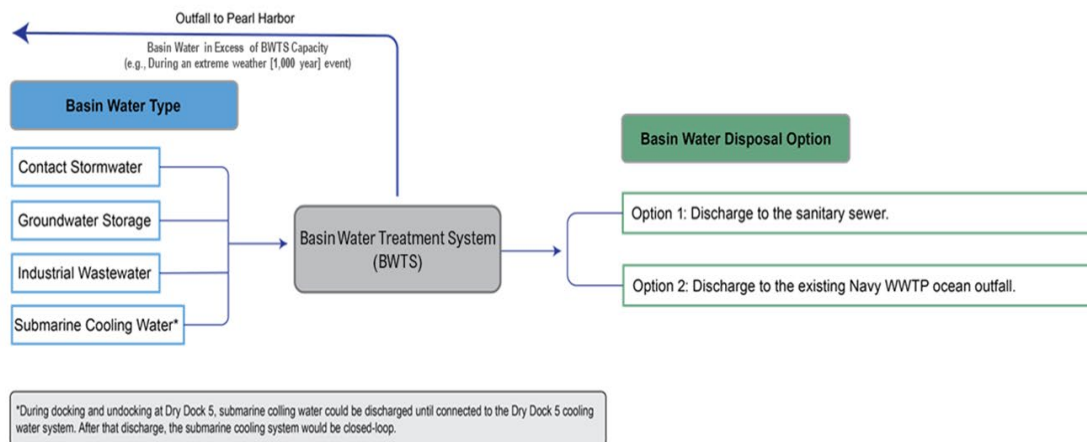 Outfall to Pearl Harbor
Basin Water in Excess of BWTS Capacity
(e.g., During an extreme weather [1,000 year] event)
Basin Water Type
Contact Stormwater
Groundwater Storage
Industrial Wastewater
Submarine Cooling Water*
Basin Water Treatment System
(BWTS)
Basin Water Disposal Option
Option 1: Discharge to the sanitary sewer.
Option 2: Discharge to the existing Navy WWTP ocean outfall.
*During docking and undocking at Dry Dock 5, submarine colling water could be discharged until connected to the Dry Dock 5 cooling
water system. After that discharge, the submarine cooling system would be closed-loop.